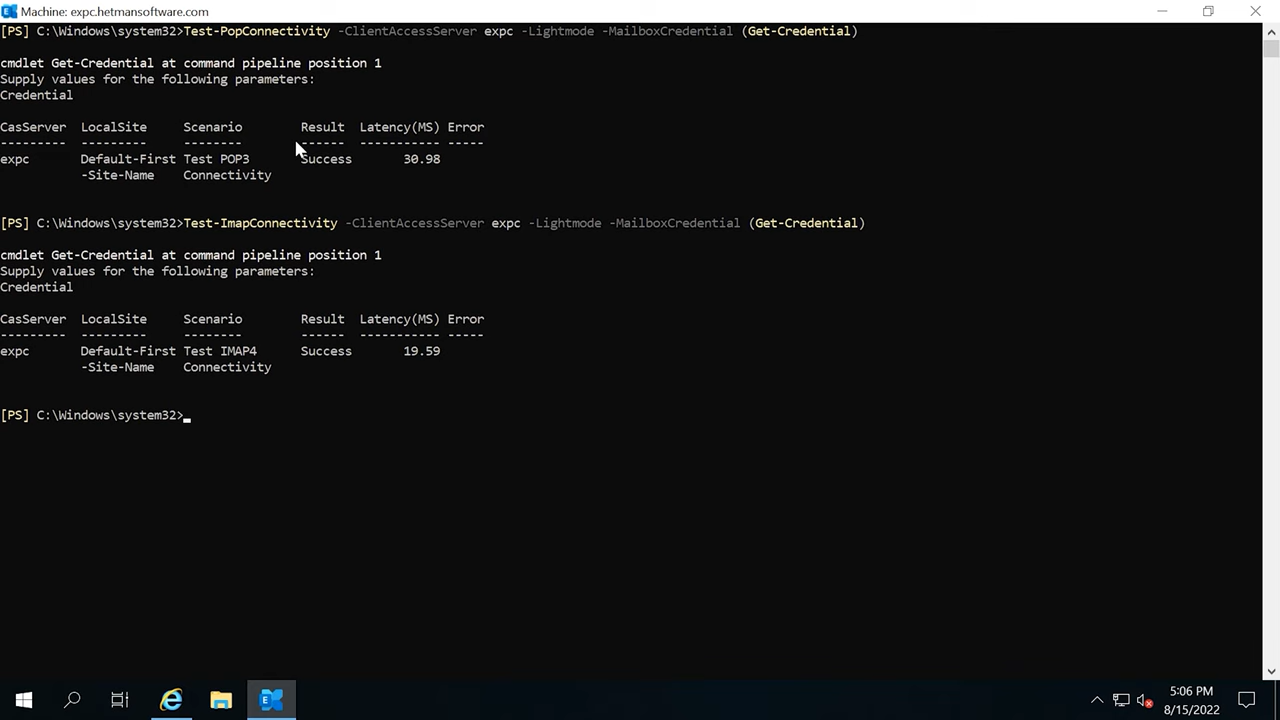 Machine: expc.hetmansoftware.com
[PS] C:\Windows\system32>Test-PopConnectivity -ClientAccessServer expc -Lightmode -MailboxCredential (Get-Credential)
cmdlet Get-Credential at command pipeline position 1
Supply values for the following parameters:
Credential
CasServer LocalSite Scenario Result Latency(MS) Error
--------- --------- -------- ------ ----------- -----
expc Default-First Test POP3 Success 30.98
-Site-Name Connectivity
[PS] C:\Windows\system32>Test-ImapConnectivity -ClientAccessServer expc -Lightmode -MailboxCredential (Get-Credential)
cmdlet Get-Credential at command pipeline position 1
Supply values for the following parameters:
Credential
CasServer LocalSite Scenario Result Latency(MS) Error
--------- --------- -------- ------ ----------- -----
expc Default-First Test IMAP4 Success 19.59
-Site-Name Connectivity
[PS] C:\Windows\system32>
5:06 PM
8/15/2022